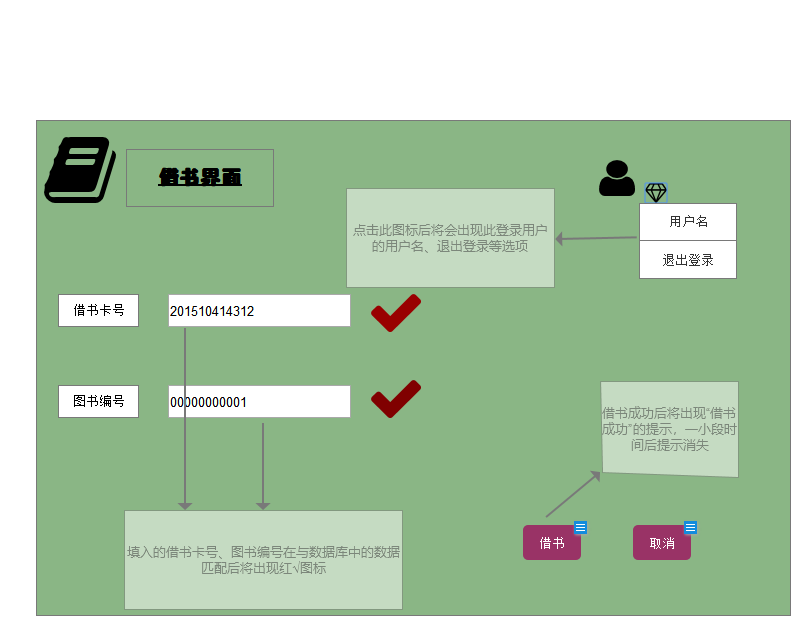 借书界面
点击此图标后将会出现此登录用户
的用户名、退出登录等选项
用户名
退出登录
借书卡号
201510414312
图书编号
00000000001
借书成功后将出现“借书
成功”的提示，一小段时
间后提示消失
填入的借书卡号、图书编号在与数据库中的数据
匹配后将出现红√图标
借书
取消